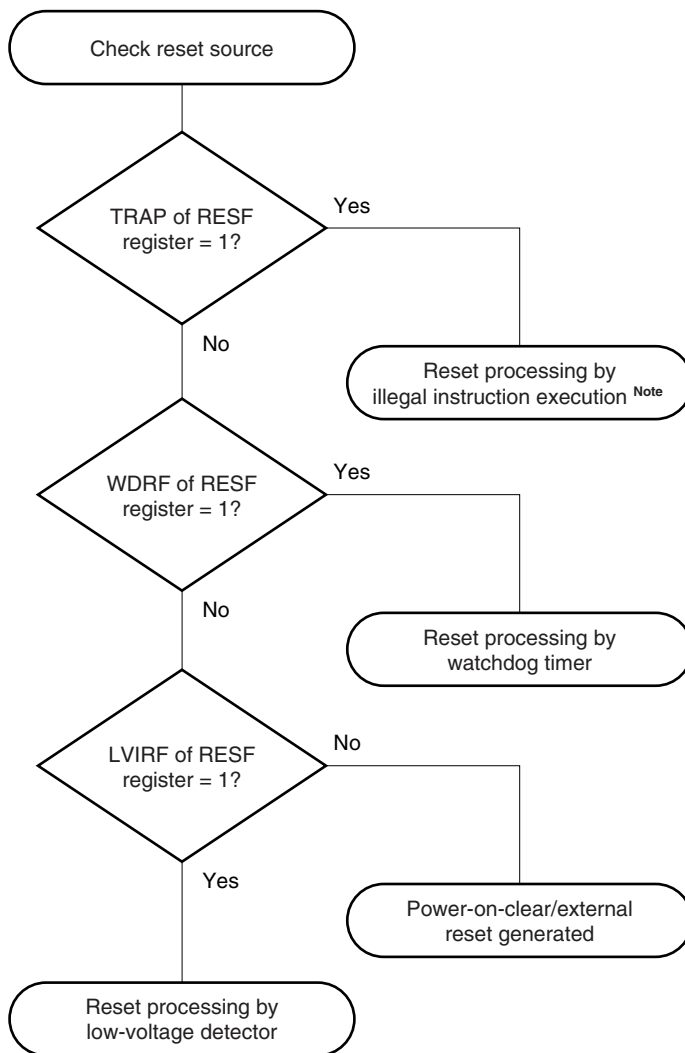 Check reset source
TRAP of RESF
register = 1?
Yes
No
Reset processing by
illegal instruction execution Note
WDRF of RESF
register = 1?
Yes
No
Reset processing by
watchdog timer
LVIRF of RESF
register = 1?
No
Yes
Power-on-clear/external
reset generated
Reset processing by
low-voltage detector